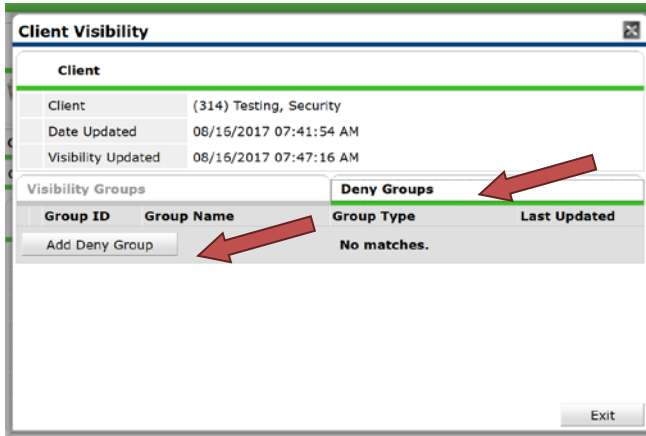 Client Visibility
Client
Client (314) Testing, Security
Date Updated 08/16/2017 07:41:54 AM
Visibility Updated 08/16/2017 07:47:16 AM
Visibility Groups Deny Groups
Group ID Group Name Group Type Last Updated
Add Deny Group No matches.
Exit